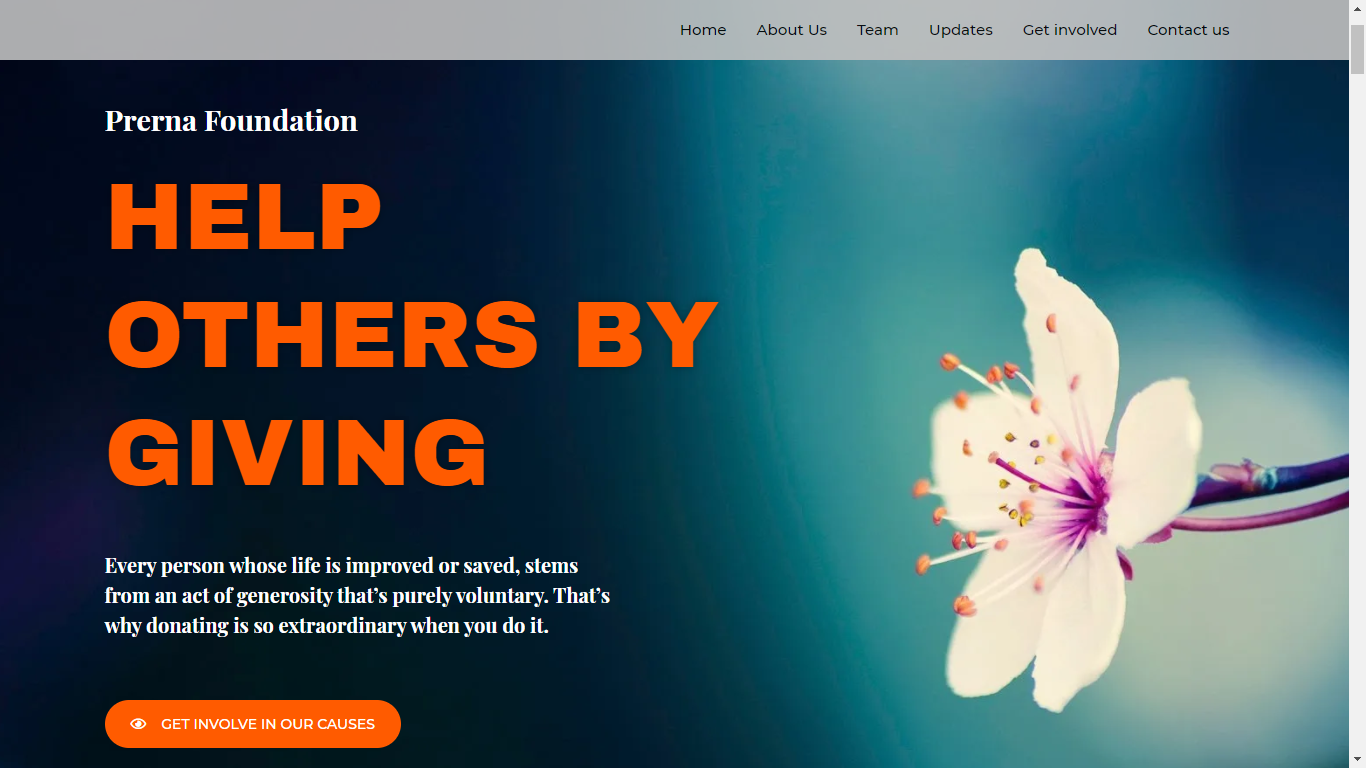 Home About Us Team Updates Get involved Contact us
Prerna Foundation
HELP
OTHERS BY
GIVING
Every person whose life is improved or saved, stems
from an act of generosity that’s purely voluntary. That’s
why donating is so extraordinary when you do it.
GET INVOLVE IN OUR CAUSES